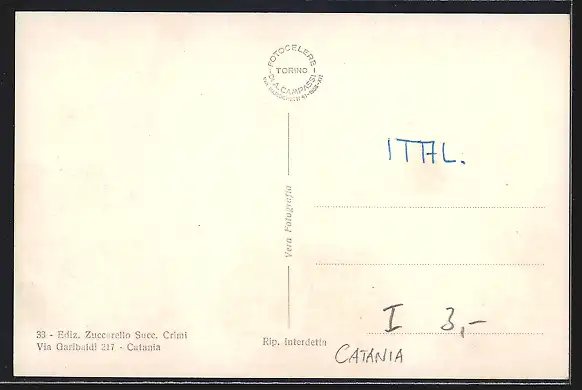 FOTOCELERE
TORINO
DI A. CAMPASSI
ITAL.
Vera Fotografia
I 3,-
33 - Ediz. Zuccarello Succ. Crimi
Via Garibaldi 217 - Catania
Rip. interdetta
CATANIA